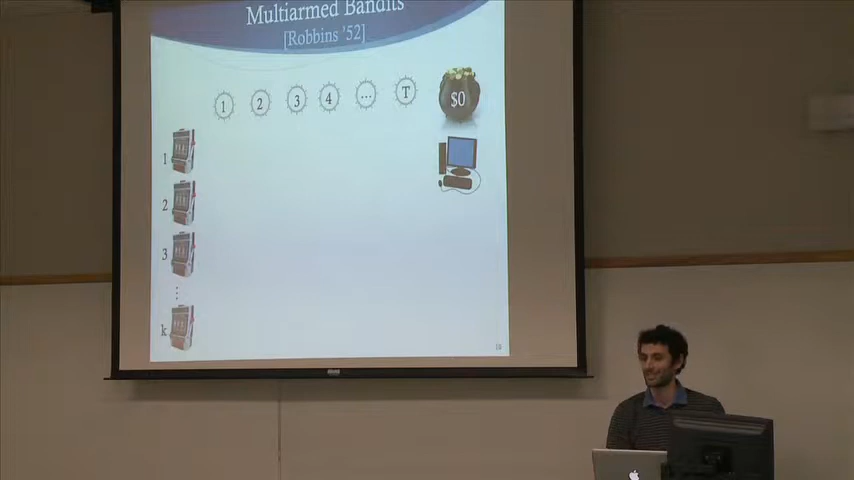 Multiarmed Bandits
[Robbins '52]
1 2 3 4 ... T $0
1
2
3
k